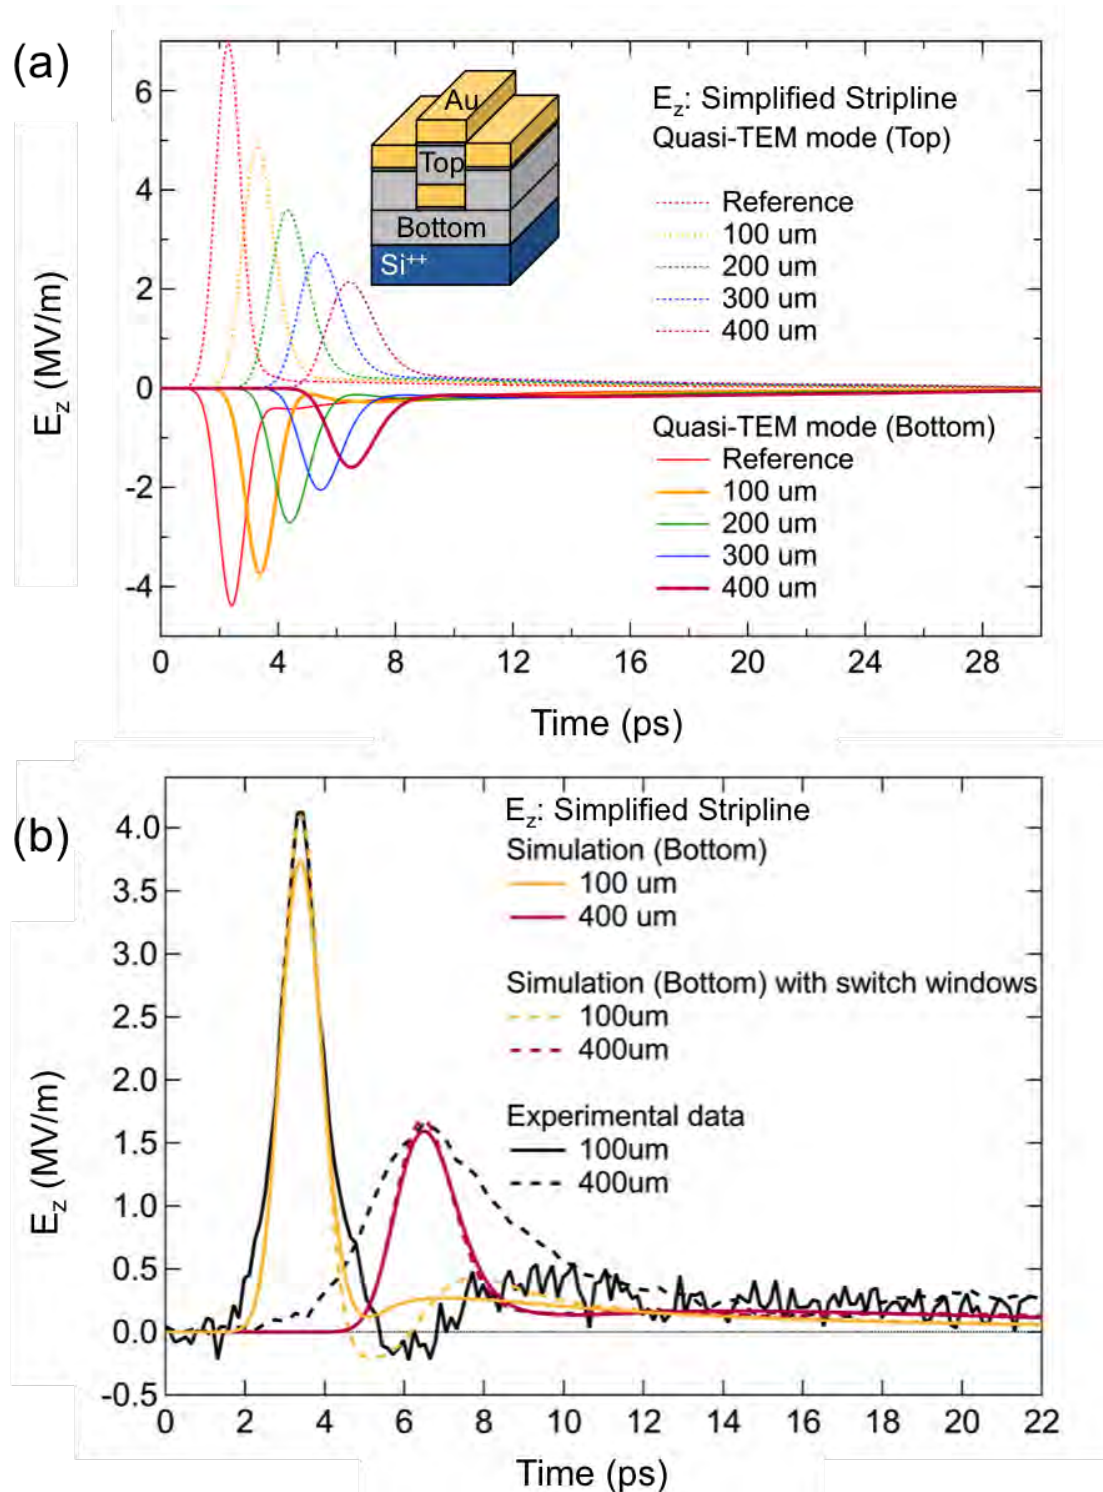 (a)
6
4
2
0
-2
-4
E_z (MV/m)
Au
Top
Bottom
Si⁺⁺
E_z: Simplified Stripline
Quasi-TEM mode (Top)
Reference
100 um
200 um
300 um
400 um
Quasi-TEM mode (Bottom)
Reference
100 um
200 um
300 um
400 um
0 4 8 12 16 20 24 28
Time (ps)
(b)
4.0
3.5
3.0
2.5
2.0
1.5
1.0
0.5
0.0
-0.5
E_z (MV/m)
E_z: Simplified Stripline
Simulation (Bottom)
100 um
400 um
Simulation (Bottom) with switch windows
100um
400um
Experimental data
100um
400um
0 2 4 6 8 10 12 14 16 18 20 22
Time (ps)